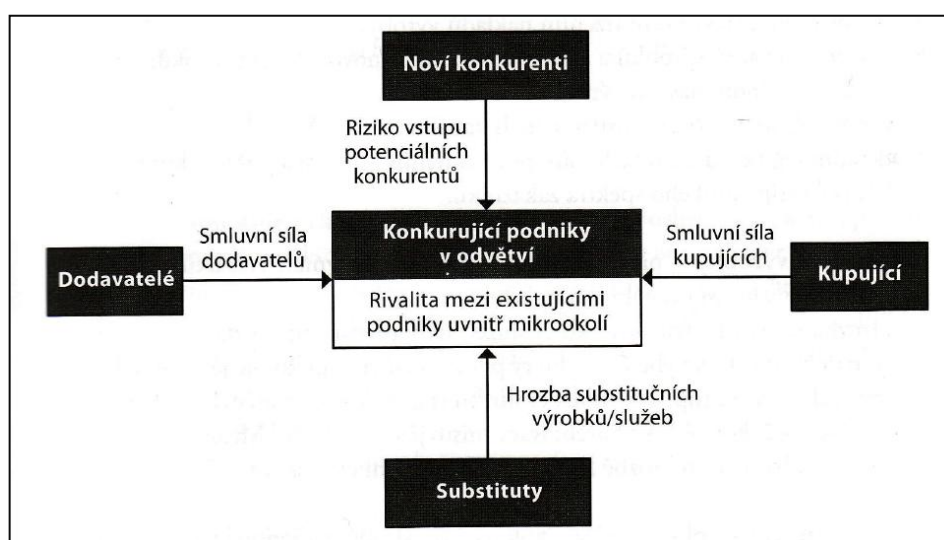 Noví konkurenti
Riziko vstupu
potenciálních
konkurentů
Smluvní síla
dodavatelů
Dodavatelé
Konkurující podniky
v odvětví
Rivalita mezi existujícími
podniky uvnitř mikrookolí
Smluvní síla
kupujících
Kupující
Hrozba substitučních
výrobků/služeb
Substituty